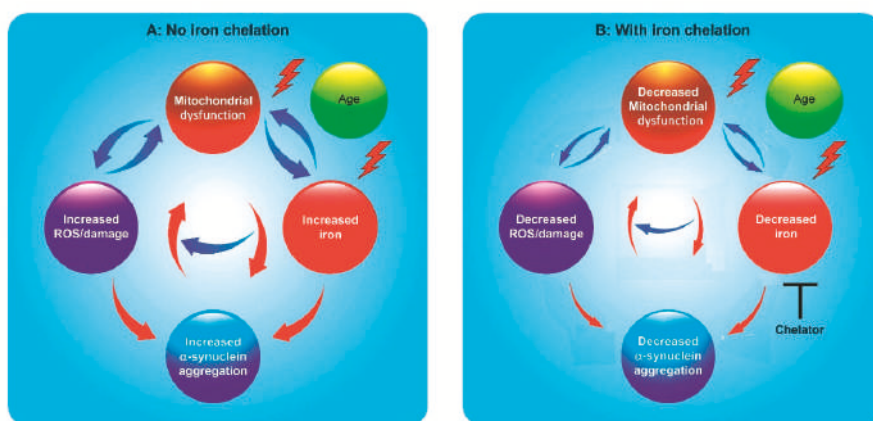 A: No iron chelation
Mitochondrial
dysfunction
Age
Increased
ROS/damage
Increased
iron
Increased
α-synuclein
aggregation
B: With iron chelation
Decreased
Mitochondrial
dysfunction
Age
Decreased
ROS/damage
Decreased
iron
Chelator
Decreased
α-synuclein
aggregation